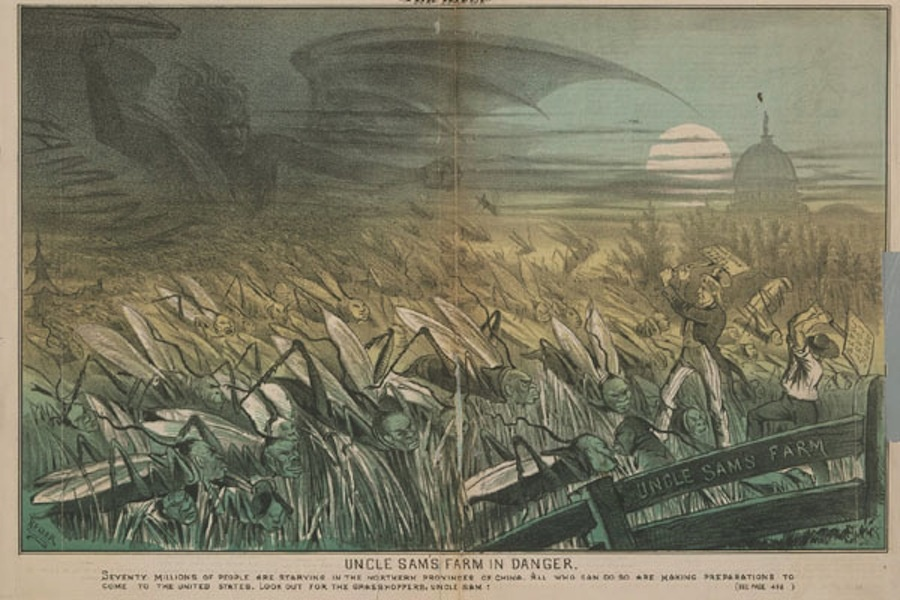 UNCLE SAM'S FARM
UNCLE SAM'S FARM IN DANGER.
SEVENTY MILLIONS OF PEOPLE ARE STARVING IN THE NORTHERN PROVINCES OF CHINA. ALL WHO CAN DO SO ARE MAKING PREPARATIONS TO
COME TO THE UNITED STATES. LOOK OUT FOR THE GRASSHOPPERS, UNCLE SAM!
(SEE PAGE